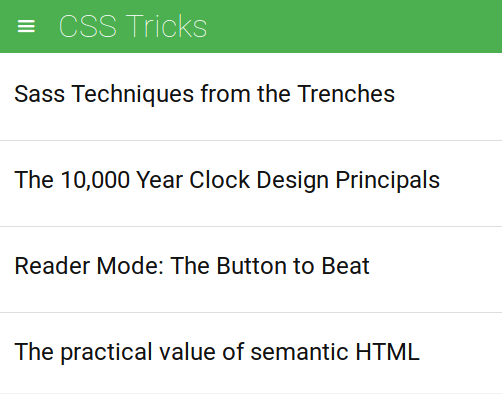 CSS Tricks
Sass Techniques from the Trenches
The 10,000 Year Clock Design Principals
Reader Mode: The Button to Beat
The practical value of semantic HTML